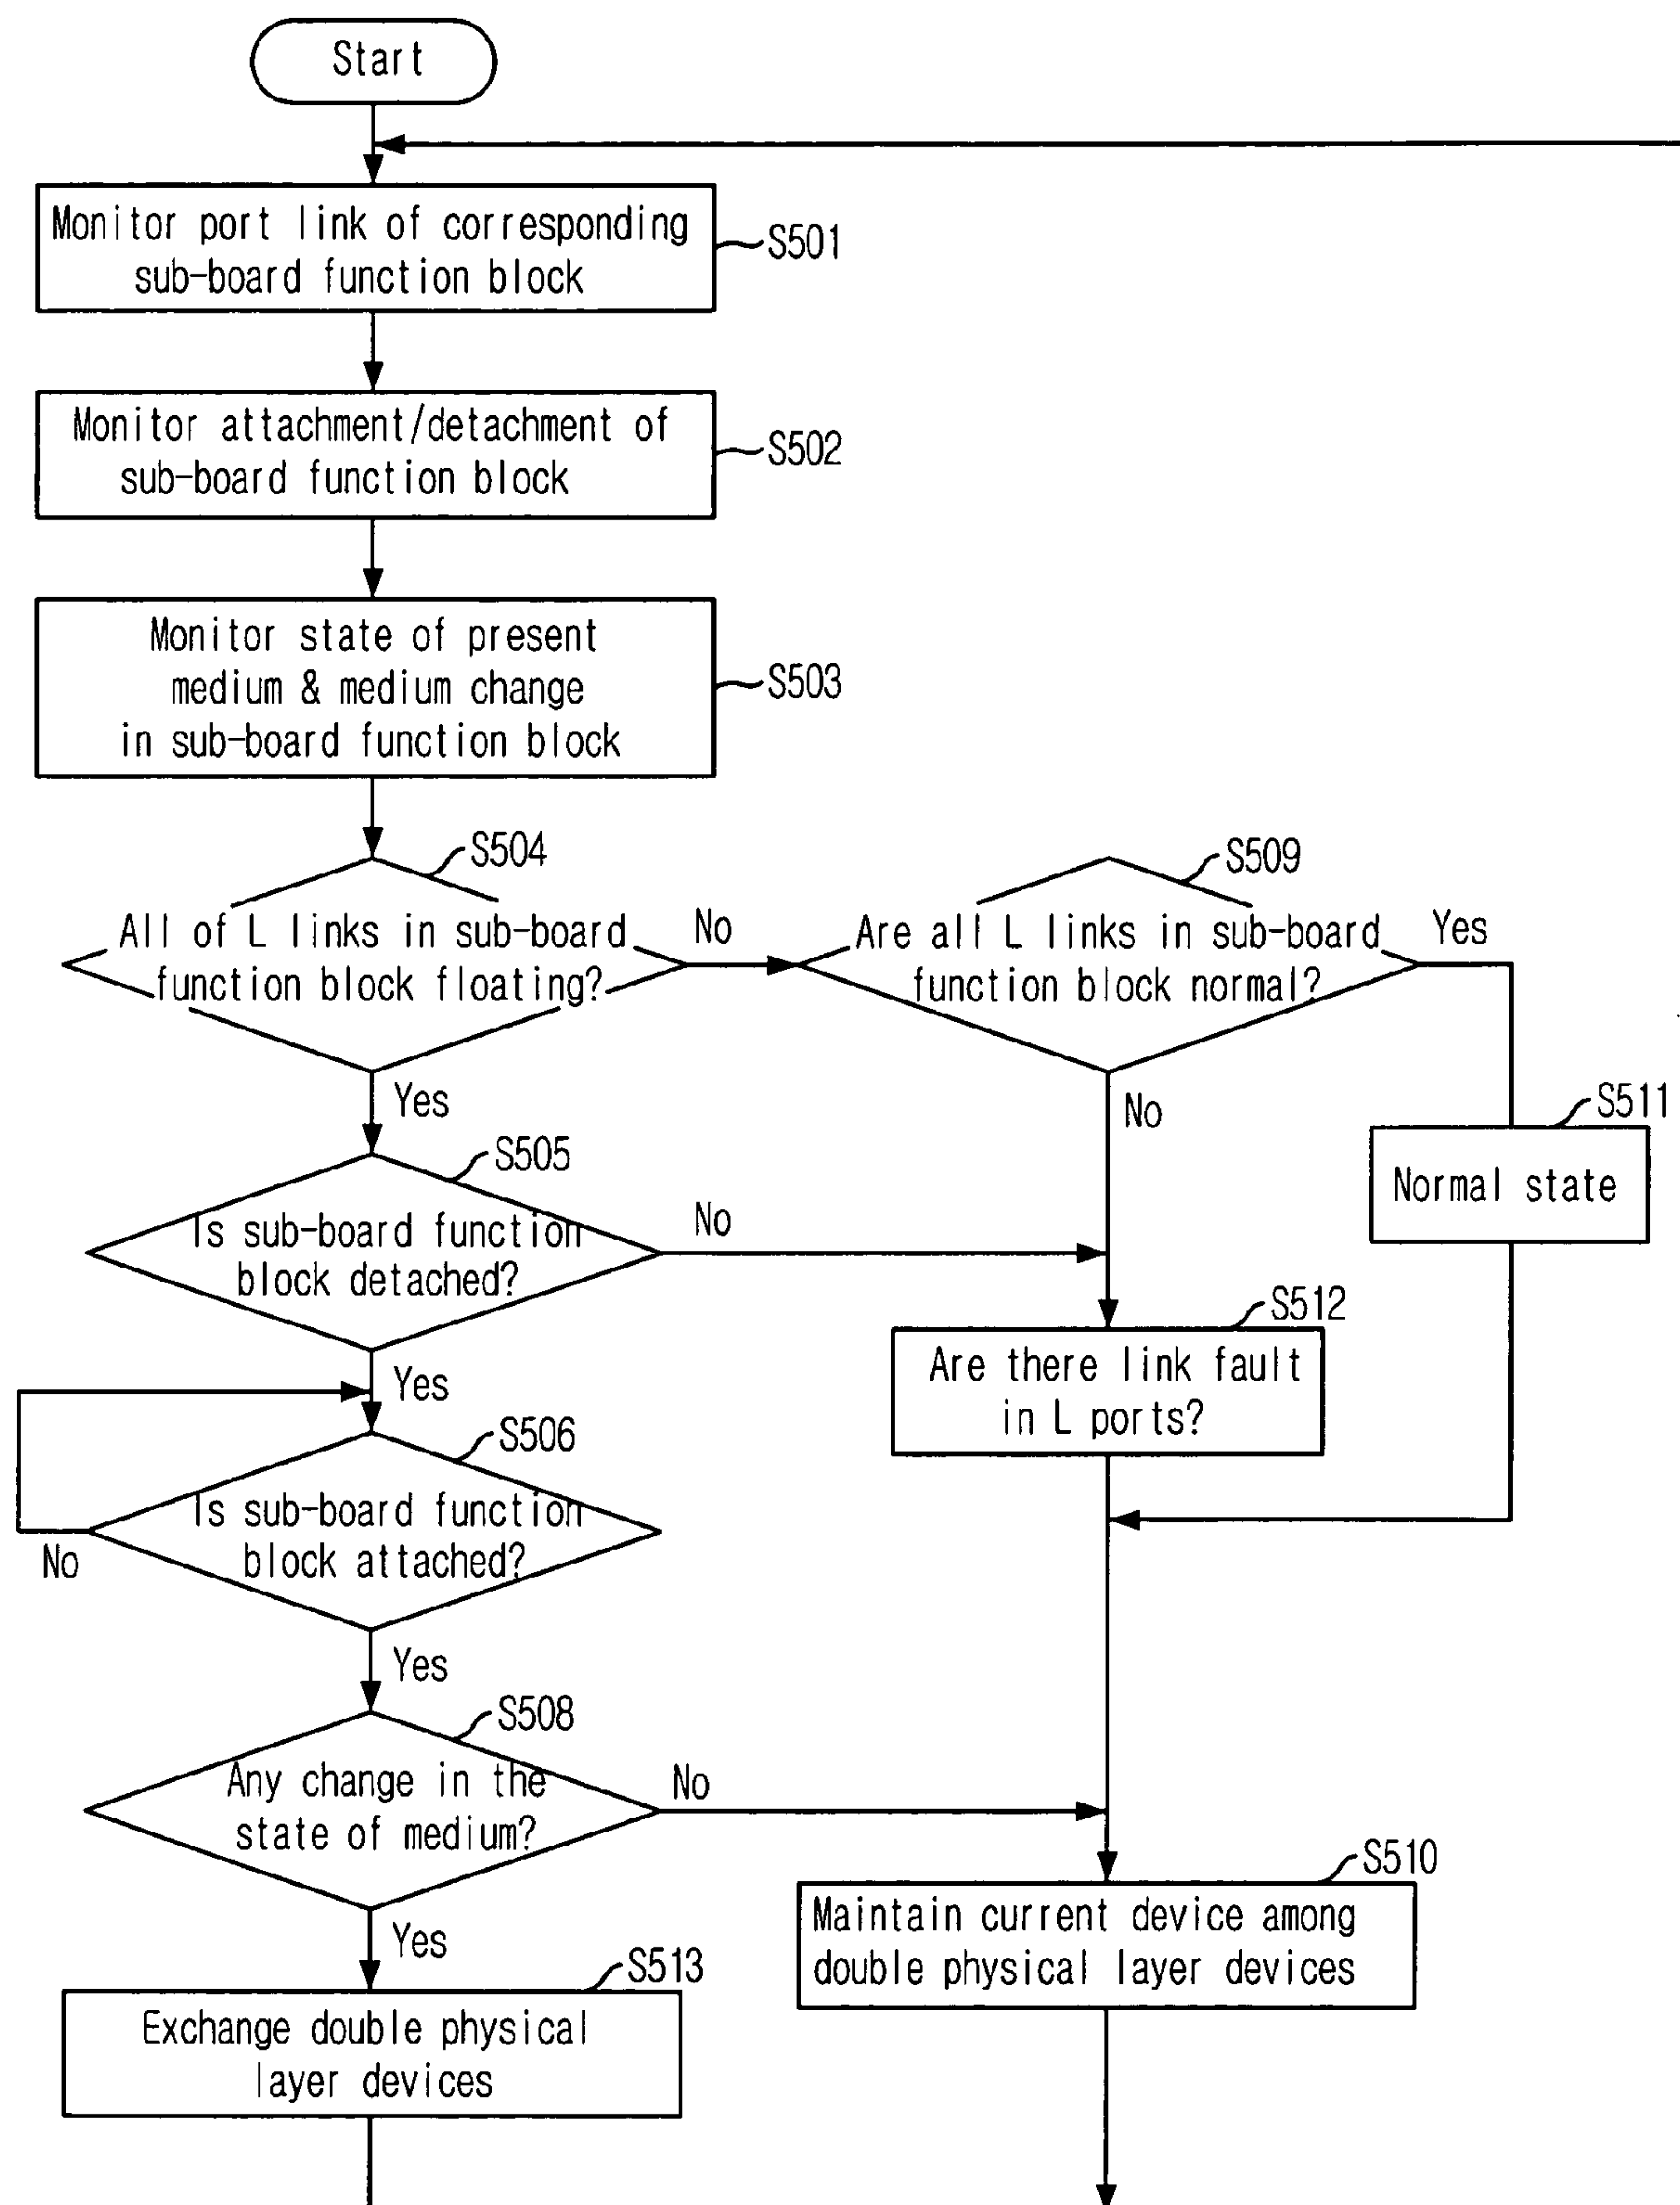 Start
Monitor port link of corresponding
sub-board function block
S501
Monitor attachment/detachment of
sub-board function block
S502
Monitor state of present
medium & medium change
in sub-board function block
S503
S504
All of L links in sub-board
function block floating?
No
Yes
S509
Are all L links in sub-board
function block normal?
Yes
No
S511
Normal state
S505
Is sub-board function
block detached?
No
Yes
S512
Are there link fault
in L ports?
S506
Is sub-board function
block attached?
No
Yes
S508
Any change in the
state of medium?
No
Yes
S510
Maintain current device among
double physical layer devices
S513
Exchange double physical
layer devices